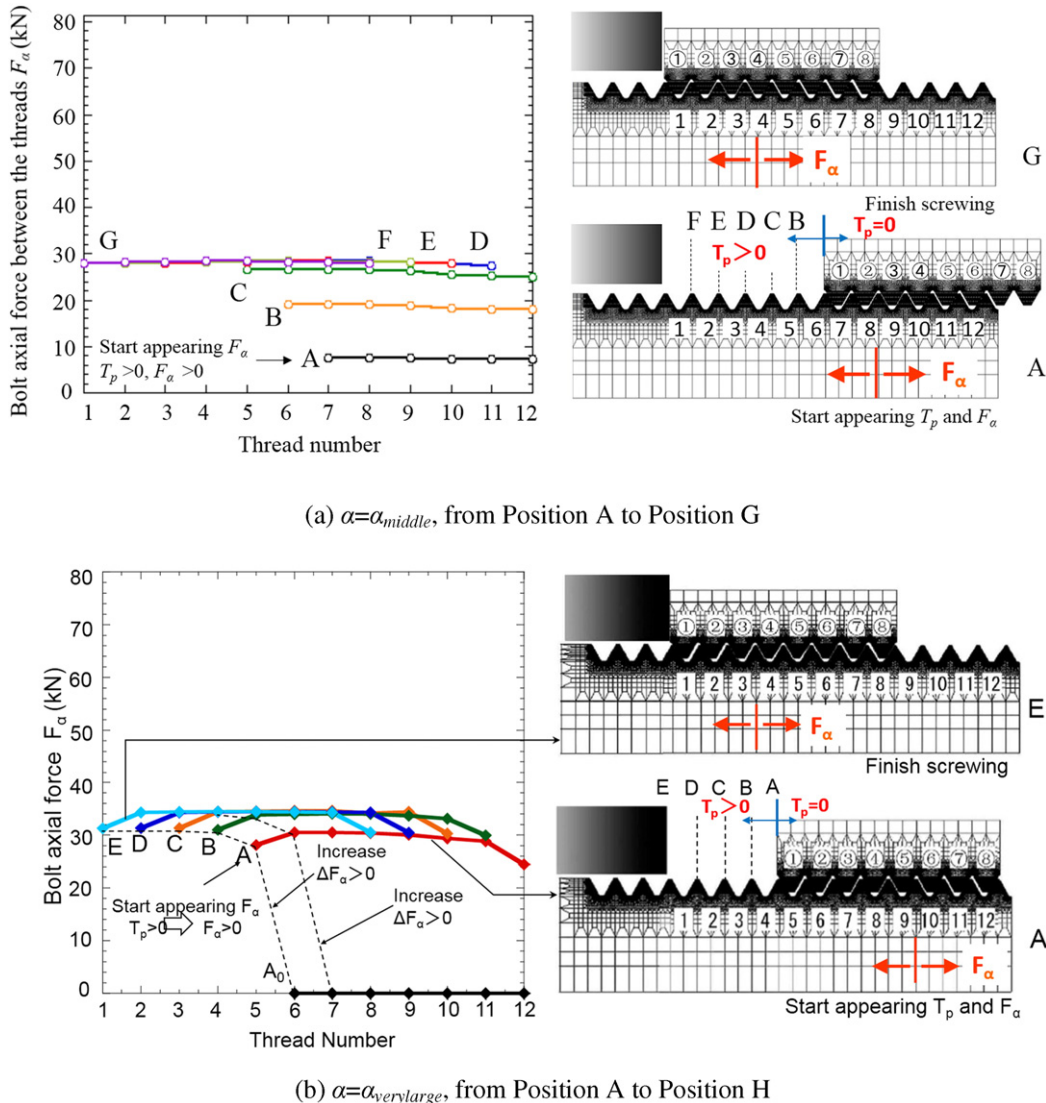 Bolt axial force between the threads Fα (kN)
80
70
60
50
40
30
20
10
0
G
F
E
D
C
B
A
Start appearing Fα
Tp >0, Fα >0
1 2 3 4 5 6 7 8 9 10 11 12
Thread number
① ② ③ ④ ⑤ ⑥ ⑦ ⑧
1 2 3 4 5 6 7 8 9 10 11 12
Fα
G
Finish screwing
F E D C B
Tp=0
Tp>0
① ② ③ ④ ⑤ ⑥ ⑦ ⑧
1 2 3 4 5 6 7 8 9 10 11 12
Fα
A
Start appearing Tp and Fα
(a) α=αmiddle, from Position A to Position G
Bolt axial force Fα (kN)
80
70
60
50
40
30
20
10
0
E D C B A
Increase
ΔFα>0
Increase
ΔFα>0
Start appearing Fα
Tp>0 ⇨ Fα>0
A0
1 2 3 4 5 6 7 8 9 10 11 12
Thread Number
① ② ③ ④ ⑤ ⑥ ⑦ ⑧
1 2 3 4 5 6 7 8 9 10 11 12
Fα
E
Finish screwing
E D C B A
Tp>0 Tp=0
① ② ③ ④ ⑤ ⑥ ⑦ ⑧
1 2 3 4 5 6 7 8 9 10 11 12
Fα
A
Start appearing Tp and Fα
(b) α=αverylarge, from Position A to Position H